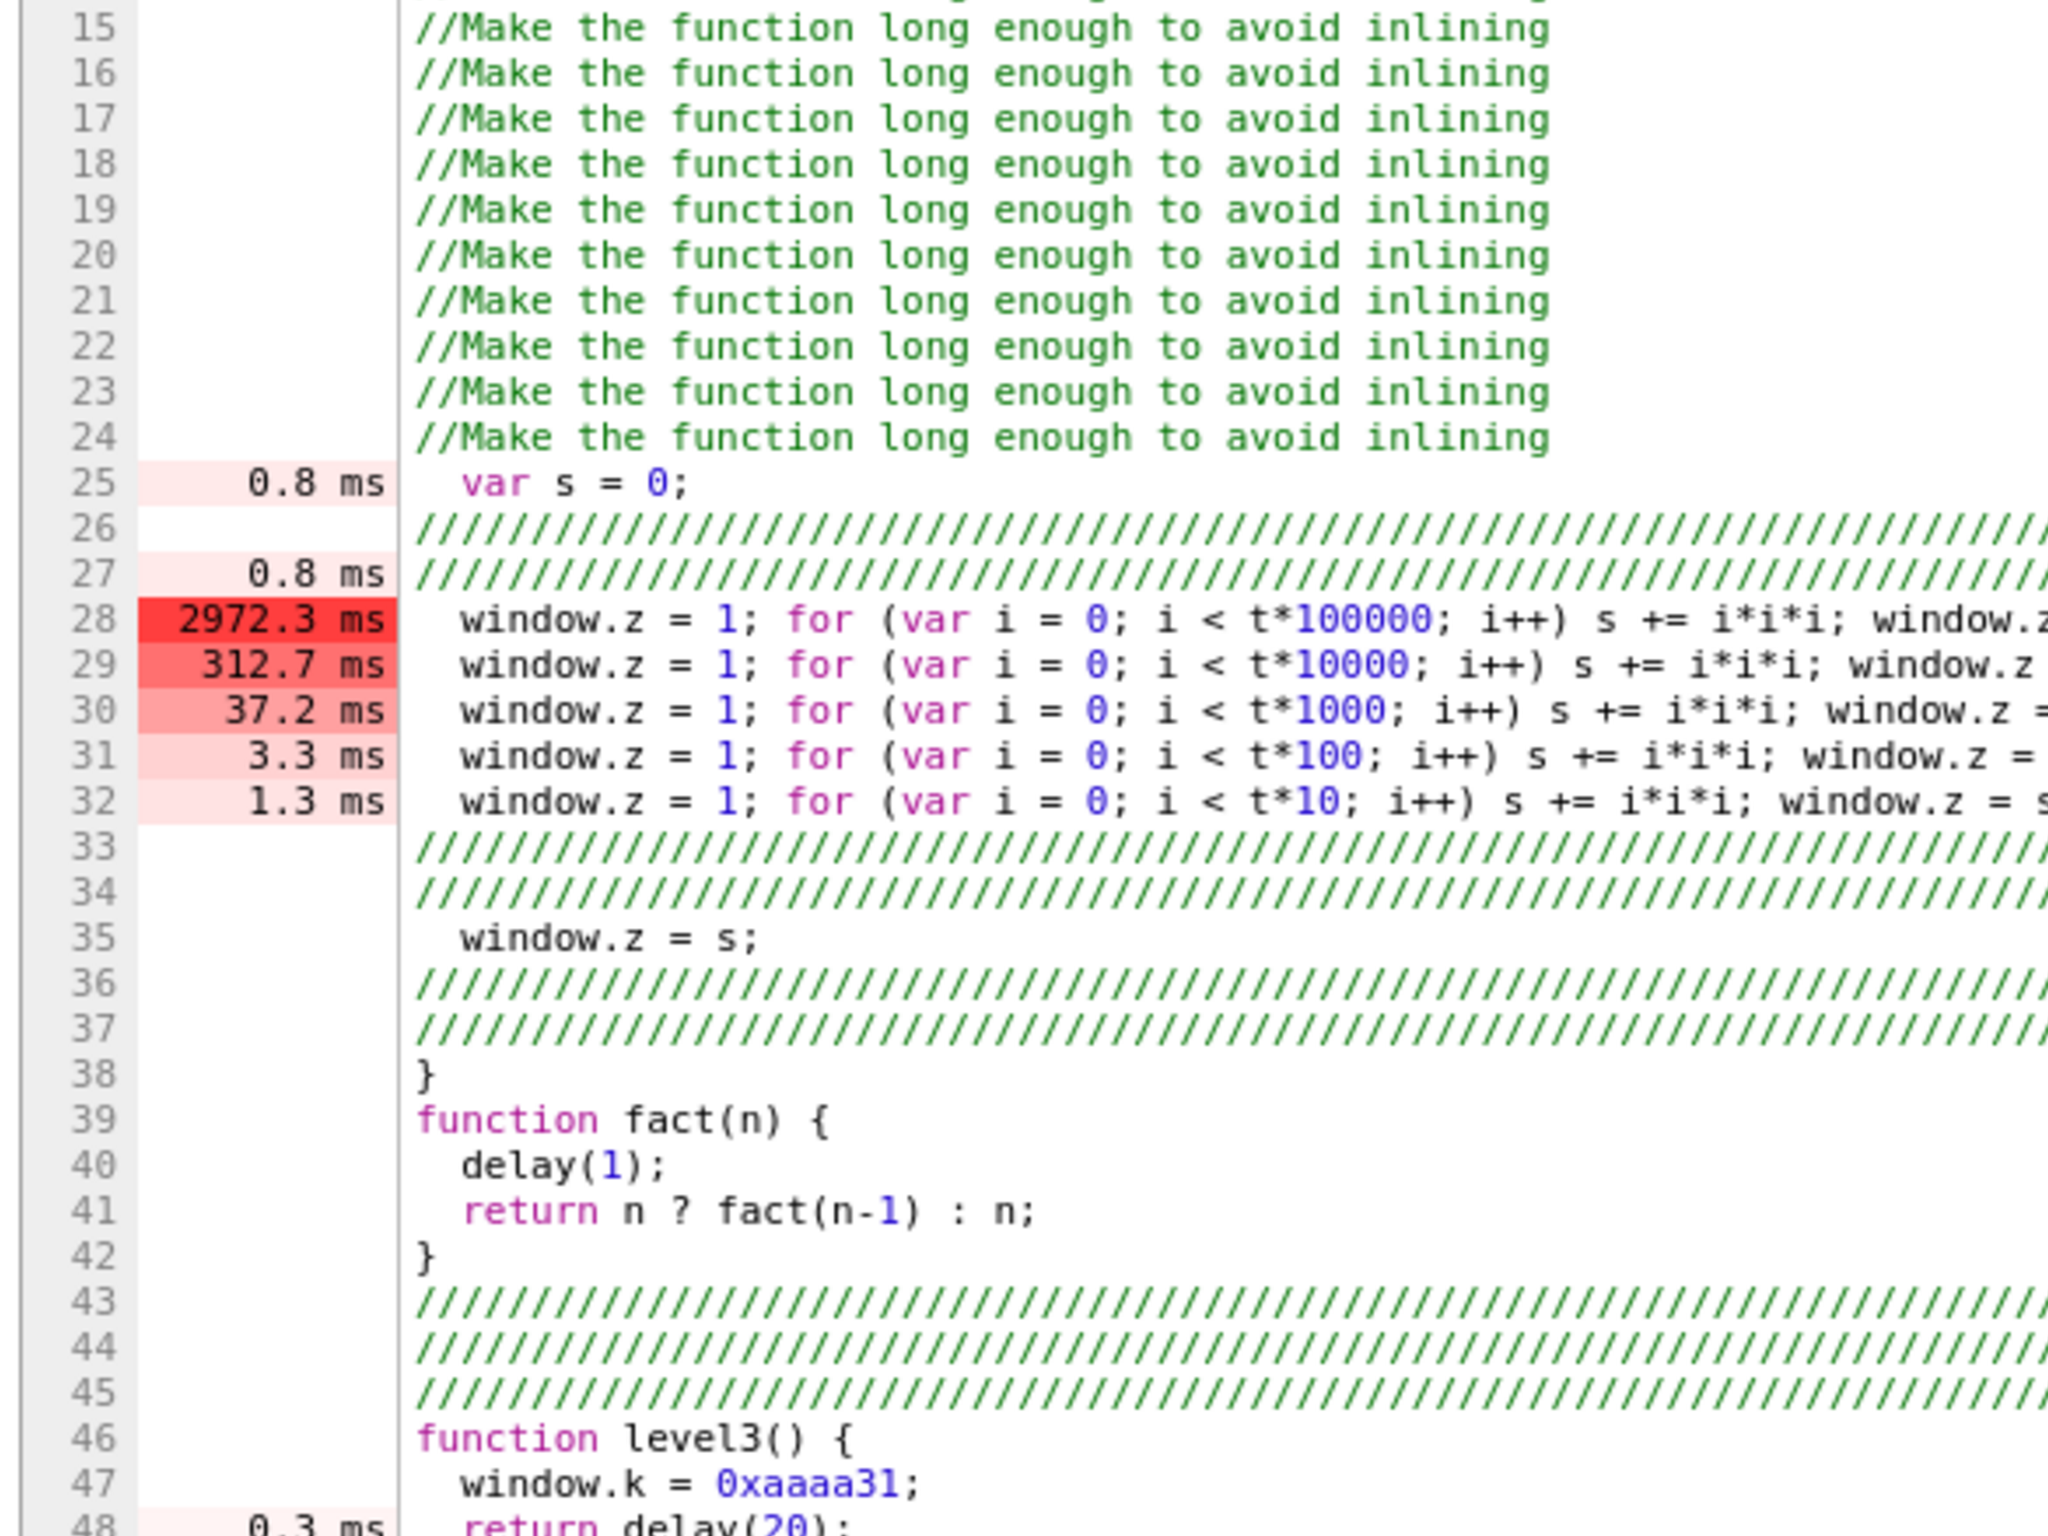 15 //Make the function long enough to avoid inlining
16 //Make the function long enough to avoid inlining
17 //Make the function long enough to avoid inlining
18 //Make the function long enough to avoid inlining
19 //Make the function long enough to avoid inlining
20 //Make the function long enough to avoid inlining
21 //Make the function long enough to avoid inlining
22 //Make the function long enough to avoid inlining
23 //Make the function long enough to avoid inlining
24 //Make the function long enough to avoid inlining
25 0.8 ms var s = 0;
26 ///////////////////////////////////////////////////////////////////////
27 0.8 ms ///////////////////////////////////////////////////////////////////////
28 2972.3 ms window.z = 1; for (var i = 0; i < t*100000; i++) s += i*i*i; window.z
29 312.7 ms window.z = 1; for (var i = 0; i < t*10000; i++) s += i*i*i; window.z
30 37.2 ms window.z = 1; for (var i = 0; i < t*1000; i++) s += i*i*i; window.z =
31 3.3 ms window.z = 1; for (var i = 0; i < t*100; i++) s += i*i*i; window.z =
32 1.3 ms window.z = 1; for (var i = 0; i < t*10; i++) s += i*i*i; window.z = s
33 ///////////////////////////////////////////////////////////////////////
34 ///////////////////////////////////////////////////////////////////////
35 window.z = s;
36 ///////////////////////////////////////////////////////////////////////
37 ///////////////////////////////////////////////////////////////////////
38 }
39 function fact(n) {
40 delay(1);
41 return n ? fact(n-1) : n;
42 }
43 ///////////////////////////////////////////////////////////////////////
44 ///////////////////////////////////////////////////////////////////////
45 ///////////////////////////////////////////////////////////////////////
46 function level3() {
47 window.k = 0xaaaa31;
48 0.3 ms return delay(20);